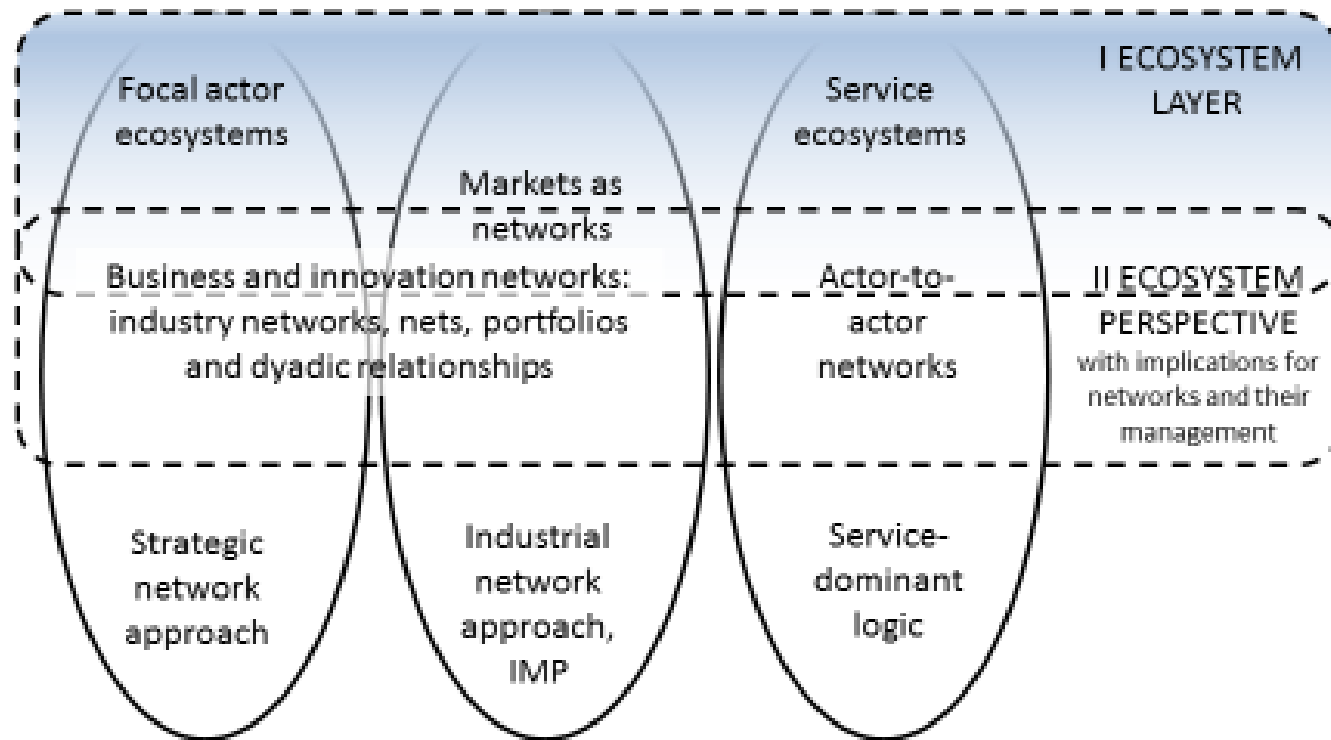 Focal actor
ecosystems
Service
ecosystems
I ECOSYSTEM
LAYER
Markets as
networks
Business and innovation networks:
industry networks, nets, portfolios
and dyadic relationships
Actor-to-
actor
networks
II ECOSYSTEM
PERSPECTIVE
with implications for
networks and their
management
Strategic
network
approach
Industrial
network
approach,
IMP
Service-
dominant
logic